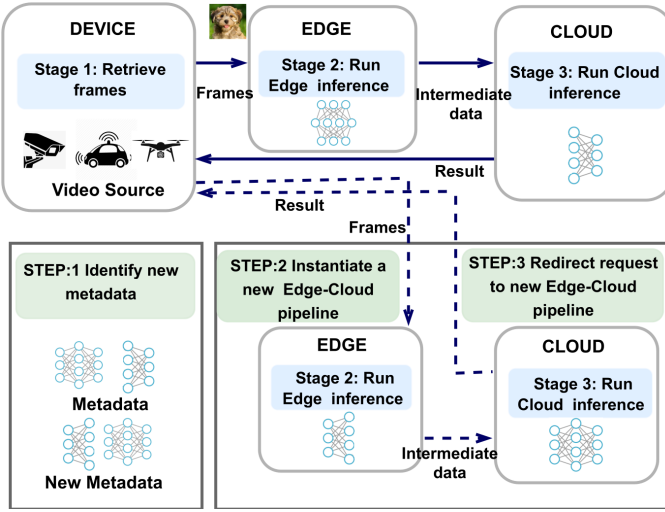 DEVICE
Stage 1: Retrieve
frames
Video Source
Frames
EDGE
Stage 2: Run
Edge inference
Intermediate
data
CLOUD
Stage 3: Run Cloud
inference
Result
Result
Frames
STEP:1 Identify new
metadata
Metadata
New Metadata
STEP:2 Instantiate a
new Edge-Cloud
pipeline
EDGE
Stage 2: Run
Edge inference
Intermediate
data
STEP:3 Redirect request
to new Edge-Cloud
pipeline
CLOUD
Stage 3: Run
Cloud inference